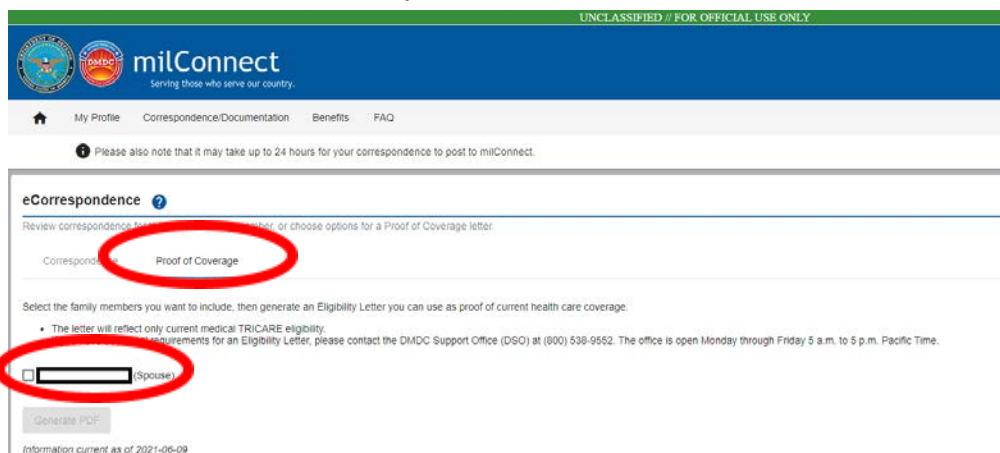 UNCLASSIFIED // FOR OFFICIAL USE ONLY
DMDC
milConnect
Serving those who serve our country.
My Profile Correspondence/Documentation Benefits FAQ
Please also note that it may take up to 24 hours for your correspondence to post to milConnect.
eCorrespondence ?
Review correspondence or choose options for a Proof of Coverage letter.
Correspondence Proof of Coverage
Select the family members you want to include, then generate an Eligibility Letter you can use as proof of current health care coverage.
• The letter will reflect only current medical TRICARE eligibility.
requirements for an Eligibility Letter, please contact the DMDC Support Office (DSO) at (800) 538-9552. The office is open Monday through Friday 5 a.m. to 5 p.m. Pacific Time.
(Spouse)
Generate PDF
Information current as of 2021-06-09